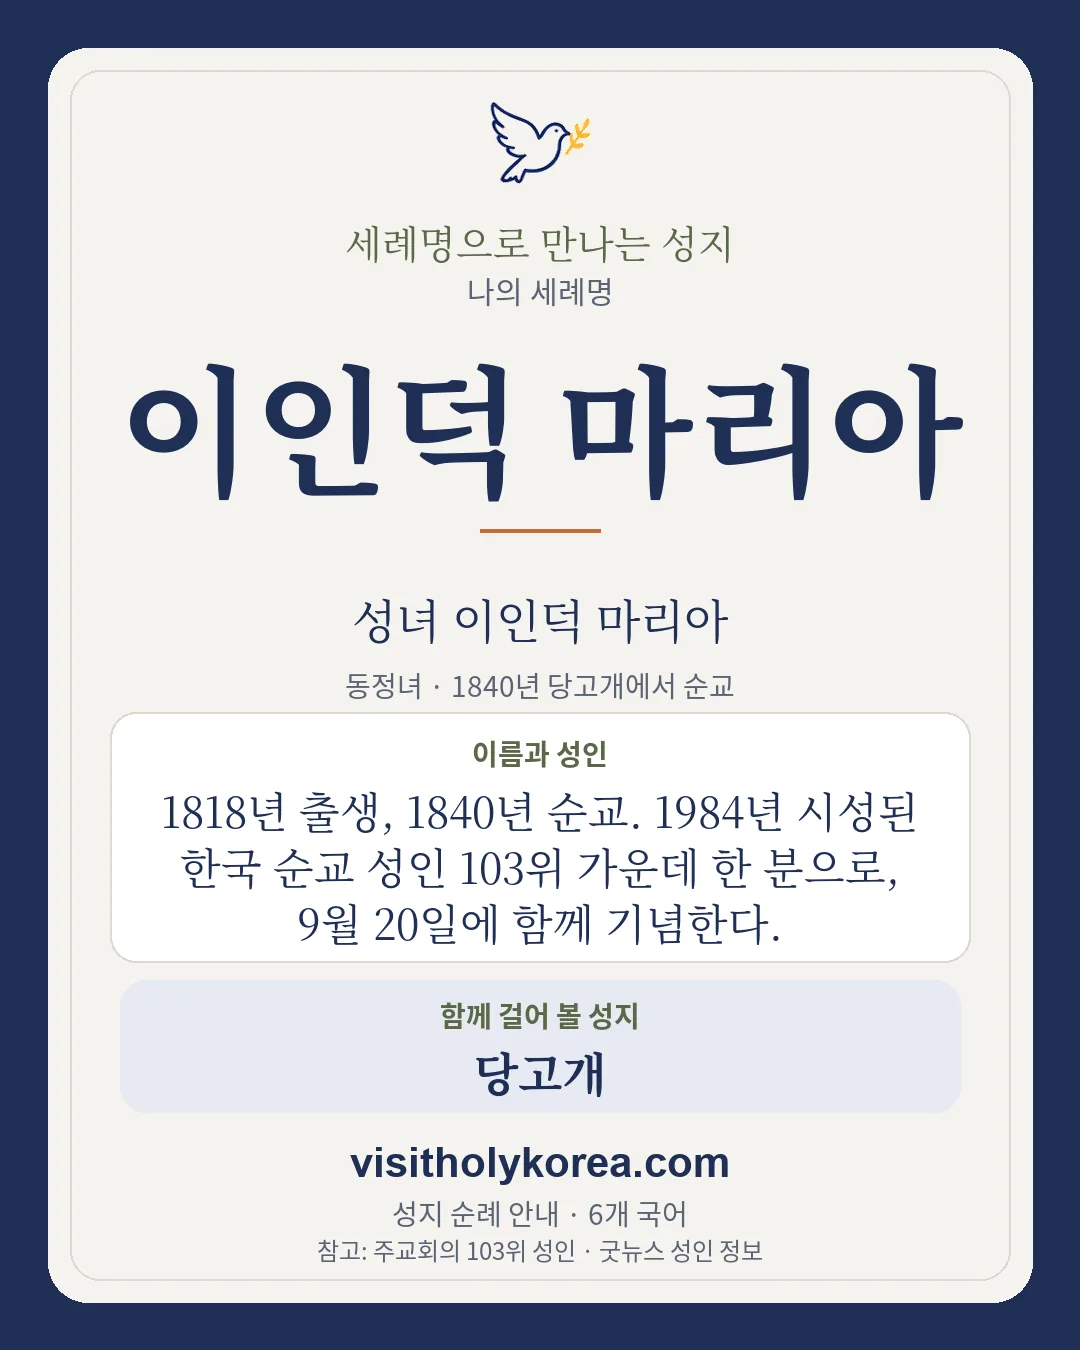 세례명으로 만나는 성지
나의 세례명
이인덕 마리아
성녀 이인덕 마리아
동정녀 · 1840년 당고개에서 순교
이름과 성인
1818년 출생, 1840년 순교. 1984년 시성된
한국 순교 성인 103위 가운데 한 분으로,
9월 20일에 함께 기념한다.
함께 걸어 볼 성지
당고개
visitholykorea.com
성지 순례 안내 · 6개 국어
참고: 주교회의 103위 성인 · 굿뉴스 성인 정보